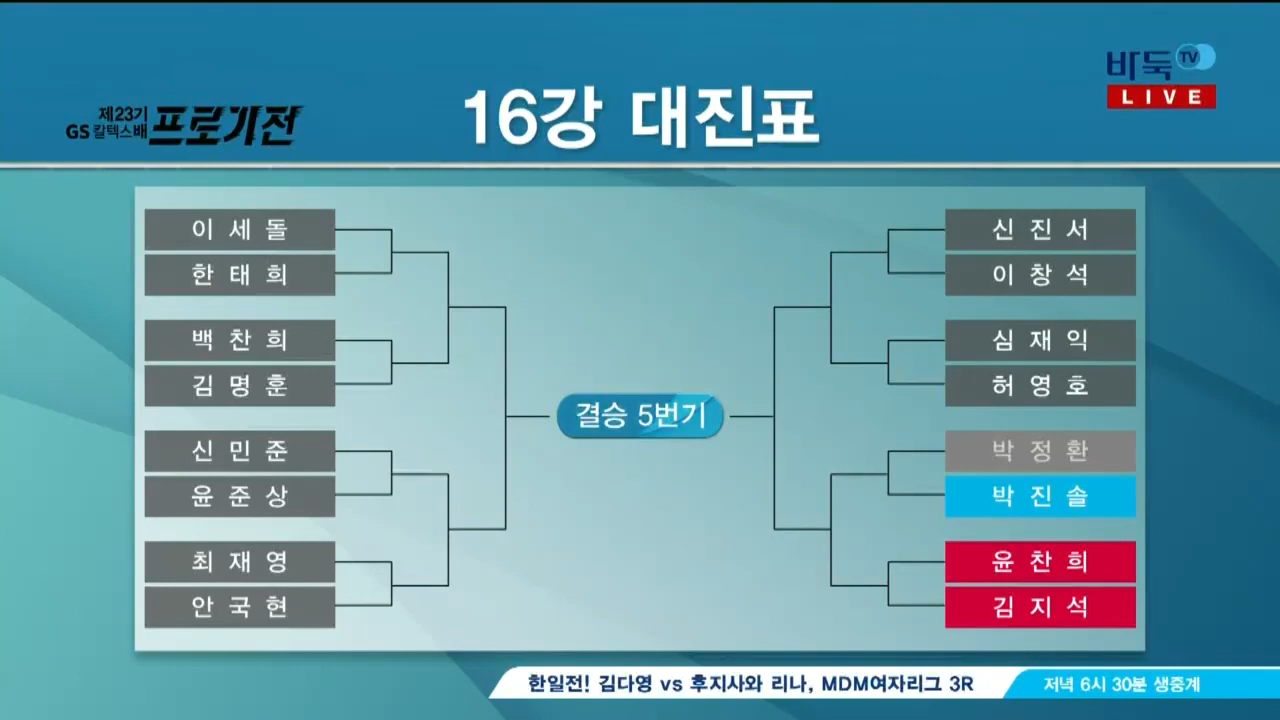 바둑 TV
LIVE
제23기
GS 칼텍스배 프로기전
16강 대진표
이세돌
한태희
백찬희
김명훈
신민준
윤준상
최재영
안국현
결승 5번기
신진서
이창석
심재익
허영호
박정환
박진솔
윤찬희
김지석
한일전! 김다영 vs 후지사와 리나, MDM여자리그 3R
저녁 6시 30분 생중계